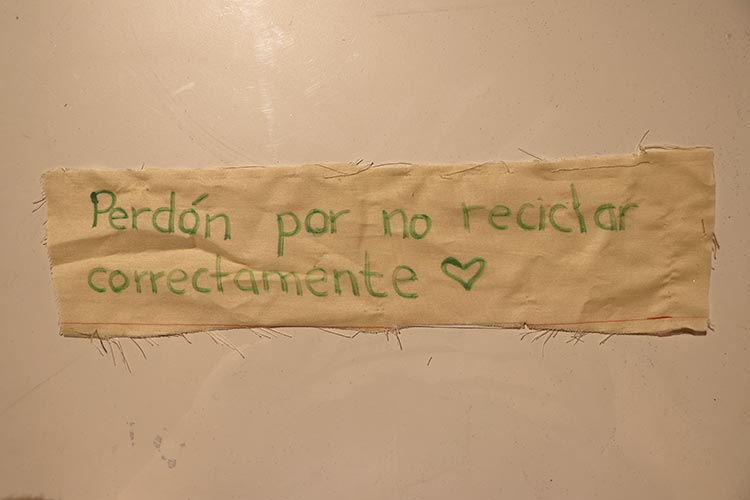 Perdón por no reciclar
correctamente ♡